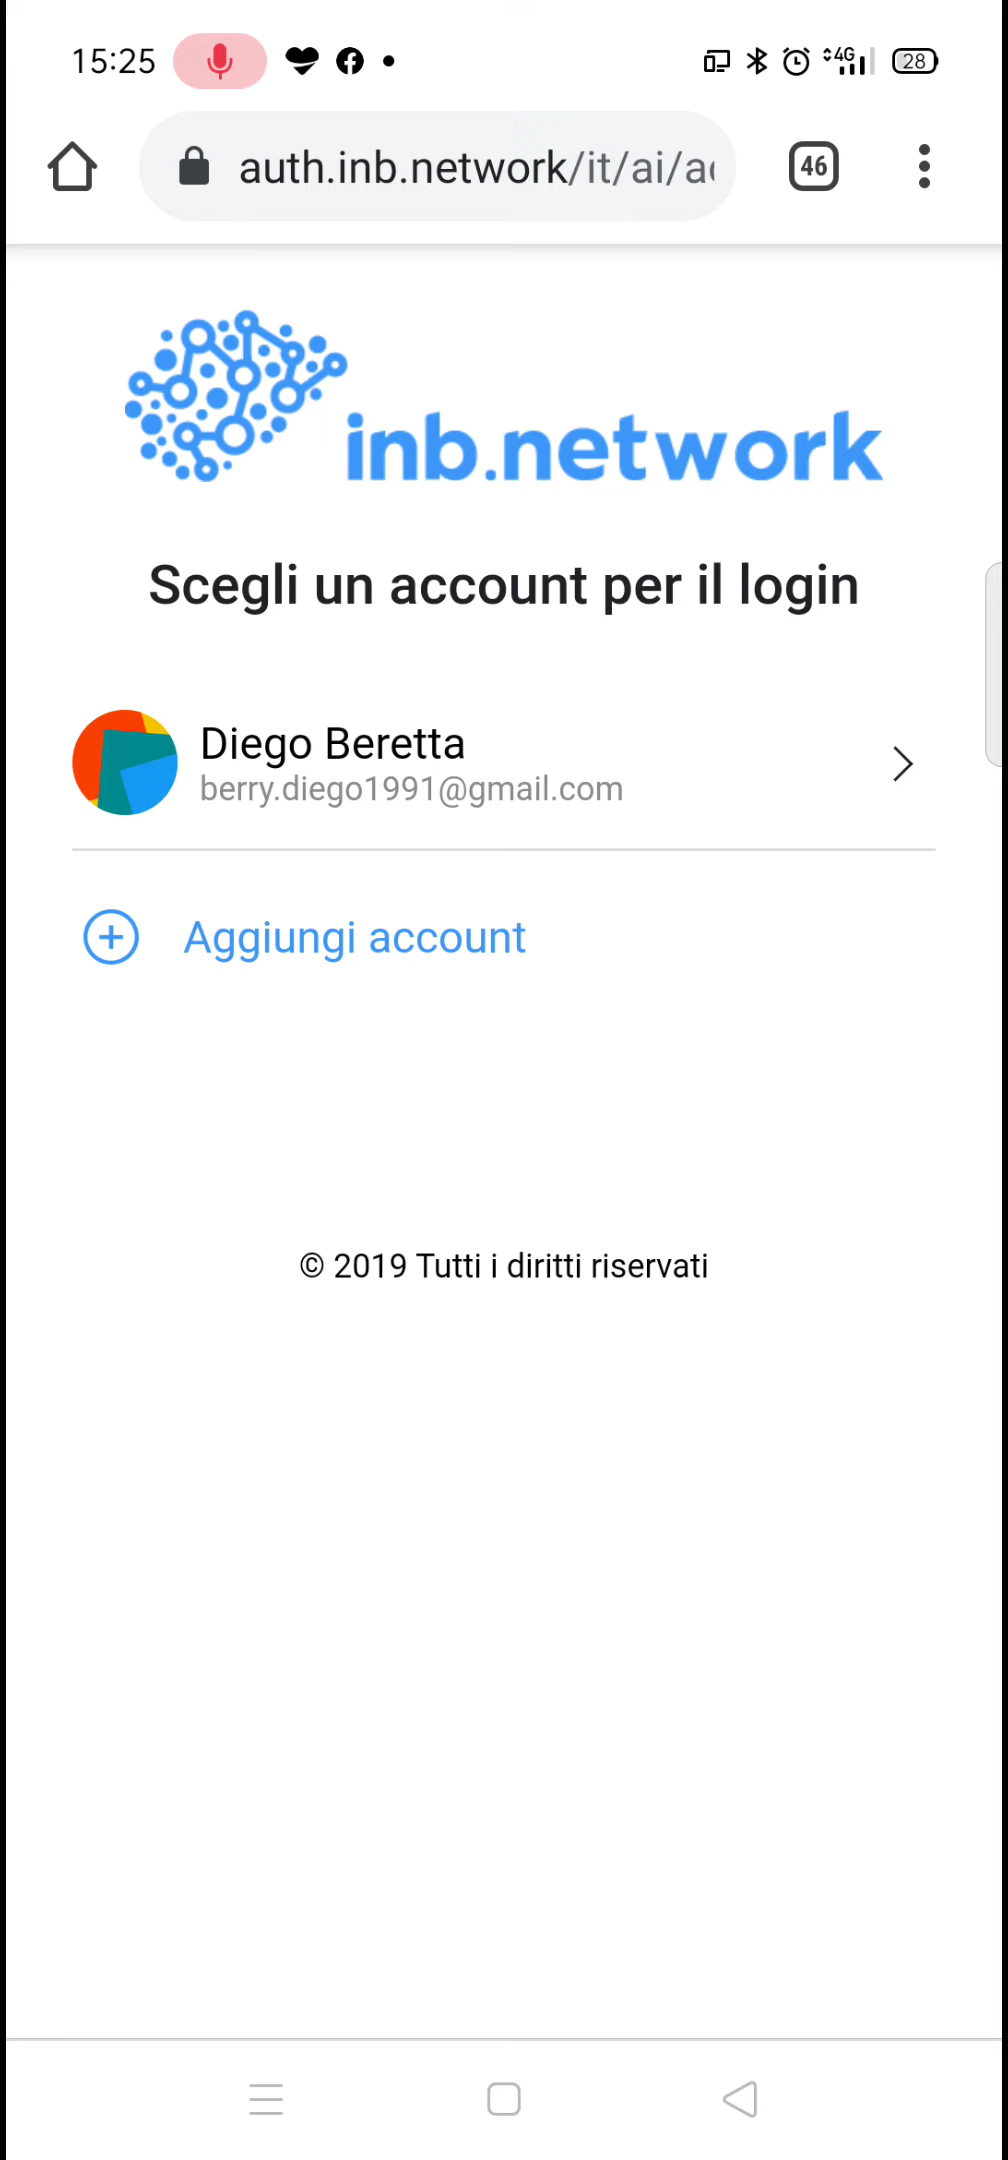 15:25
4G
28
auth.inb.network/it/ai/a
46
inb.network
Scegli un account per il login
Diego Beretta
berry.diego1991@gmail.com
Aggiungi account
© 2019 Tutti i diritti riservati